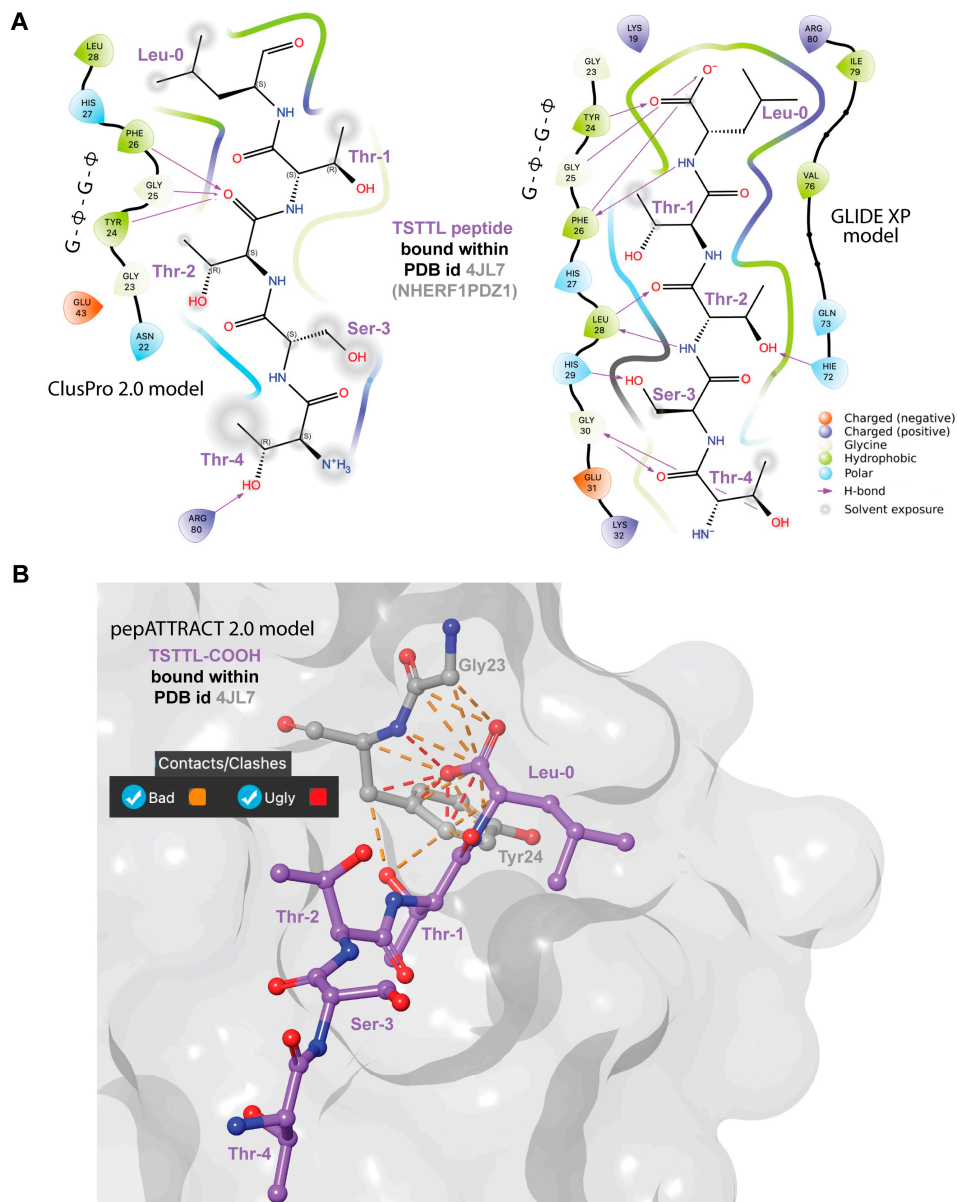 A
Leu-0
LEU
28
HIS
27
PHE
26
GLY
25
TYR
24
GLY
23
GLU
43
ASN
22
G-Φ-G-Φ
(S)
NH
O
O
(S)
(R)
Thr-1
OH
HN
O
(S)
(R)
Thr-2
HO
NH
O
(S)
Ser-3
OH
NH
O
ClusPro 2.0 model
(R)
(S)
Thr-4
HO
N⁺H₃
ARG
80
TSTTL peptide
bound within
PDB id 4JL7
(NHERF1PDZ1)
LYS
19
ARG
80
GLY
23
ILE
79
O⁻
O
TYR
24
Leu-0
G-Φ-G-Φ
GLY
25
NH
VAL
76
Thr-1
O
PHE
26
GLIDE XP
model
HO
NH
HIS
27
O
Thr-2
LEU
28
GLN
73
OH
NH
HIS
29
HO
O
HIE
72
Ser-3
GLY
30
NH
O
Thr-4
GLU
31
OH
HN⁻
LYS
32
Charged (negative)
Charged (positive)
Glycine
Hydrophobic
Polar
H-bond
Solvent exposure
B
pepATTRACT 2.0 model
TSTTL-COOH
bound within
PDB id 4JL7
Gly23
Contacts/Clashes
Bad
Ugly
Leu-0
Tyr24
Thr-2
Thr-1
Ser-3
Thr-4